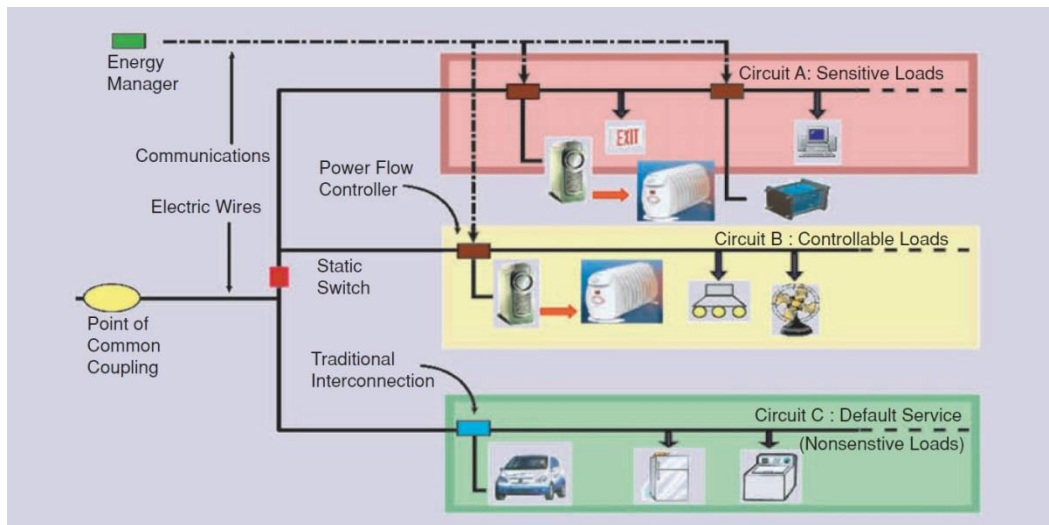 Energy
Manager
Circuit A: Sensitive Loads
EXIT
Communications
Power Flow
Controller
Electric Wires
Circuit B : Controllable Loads
Static
Switch
Point of
Common
Coupling
Traditional
Interconnection
Circuit C : Default Service
(Nonsenstive Loads)